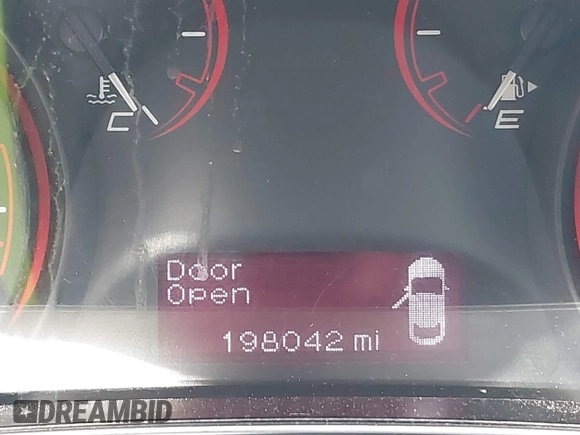 C
E
Door
Open
198042 mi
DREAMBID